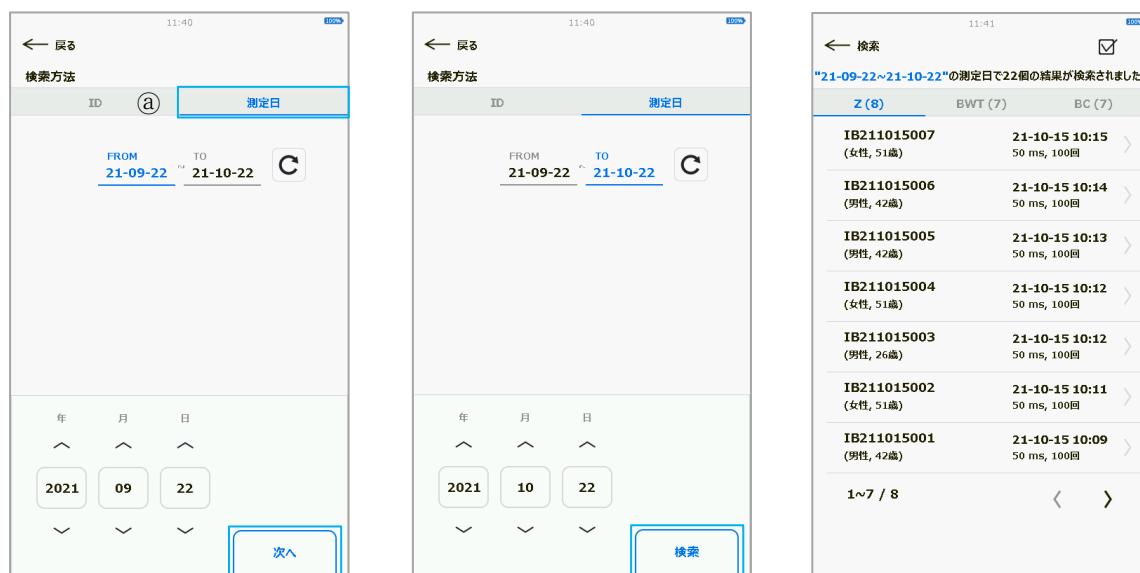 11:40
100%
戻る
検索方法
ID
ⓐ
測定日
FROM
TO
21-09-22
~
21-10-22
年
月
日
2021
09
22
次へ
11:40
100%
戻る
検索方法
ID
測定日
FROM
TO
21-09-22
~
21-10-22
年
月
日
2021
10
22
検索
11:41
100%
検索
"21-09-22~21-10-22"の測定日で22個の結果が検索されました
Z (8)
BWT (7)
BC (7)
IB211015007
21-10-15 10:15
(女性, 51歳)
50 ms, 100回
IB211015006
21-10-15 10:14
(男性, 42歳)
50 ms, 100回
IB211015005
21-10-15 10:13
(男性, 42歳)
50 ms, 100回
IB211015004
21-10-15 10:12
(女性, 51歳)
50 ms, 100回
IB211015003
21-10-15 10:12
(男性, 26歳)
50 ms, 100回
IB211015002
21-10-15 10:11
(女性, 51歳)
50 ms, 100回
IB211015001
21-10-15 10:09
(男性, 42歳)
50 ms, 100回
1~7 / 8